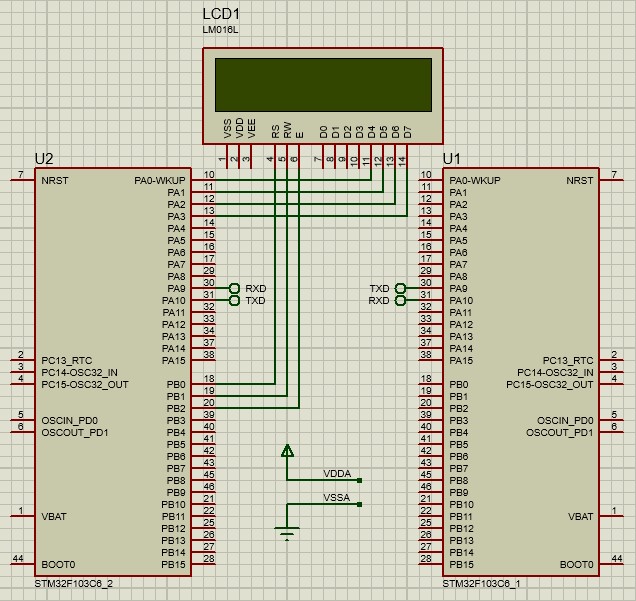 LCD1
LM016L
VSS VDD VEE RS RW E D0 D1 D2 D3 D4 D5 D6 D7
1 2 3 4 5 6 7 8 9 10 11 12 13 14
U2
7 NRST PA0-WKUP 10
PA1 11
PA2 12
PA3 13
PA4 14
PA5 15
PA6 16
PA7 17
PA8 29
PA9 30 RXD
PA10 31 TXD
PA11 32
PA12 33
PA13 34
PA14 37
2 PC13_RTC PA15 38
3 PC14-OSC32_IN
4 PC15-OSC32_OUT PB0 18
PB1 19
PB2 20
5 OSCIN_PD0 PB3 39
6 OSCOUT_PD1 PB4 40
PB5 41
PB6 42
PB7 43
PB8 45
PB9 46
PB10 21
1 VBAT PB11 22
PB12 25
PB13 26
PB14 27
44 BOOT0 PB15 28
STM32F103C6_2
VDDA
VSSA
U1
10 PA0-WKUP NRST 7
11 PA1
12 PA2
13 PA3
14 PA4
15 PA5
16 PA6
17 PA7
29 PA8
TXD 30 PA9
RXD 31 PA10
32 PA11
33 PA12
34 PA13
37 PA14
38 PA15 PC13_RTC 2
PC14-OSC32_IN 3
18 PB0 PC15-OSC32_OUT 4
19 PB1
20 PB2
39 PB3 OSCIN_PD0 5
40 PB4 OSCOUT_PD1 6
41 PB5
42 PB6
43 PB7
45 PB8
46 PB9
21 PB10
22 PB11 VBAT 1
25 PB12
26 PB13
27 PB14
28 PB15 BOOT0 44
STM32F103C6_1